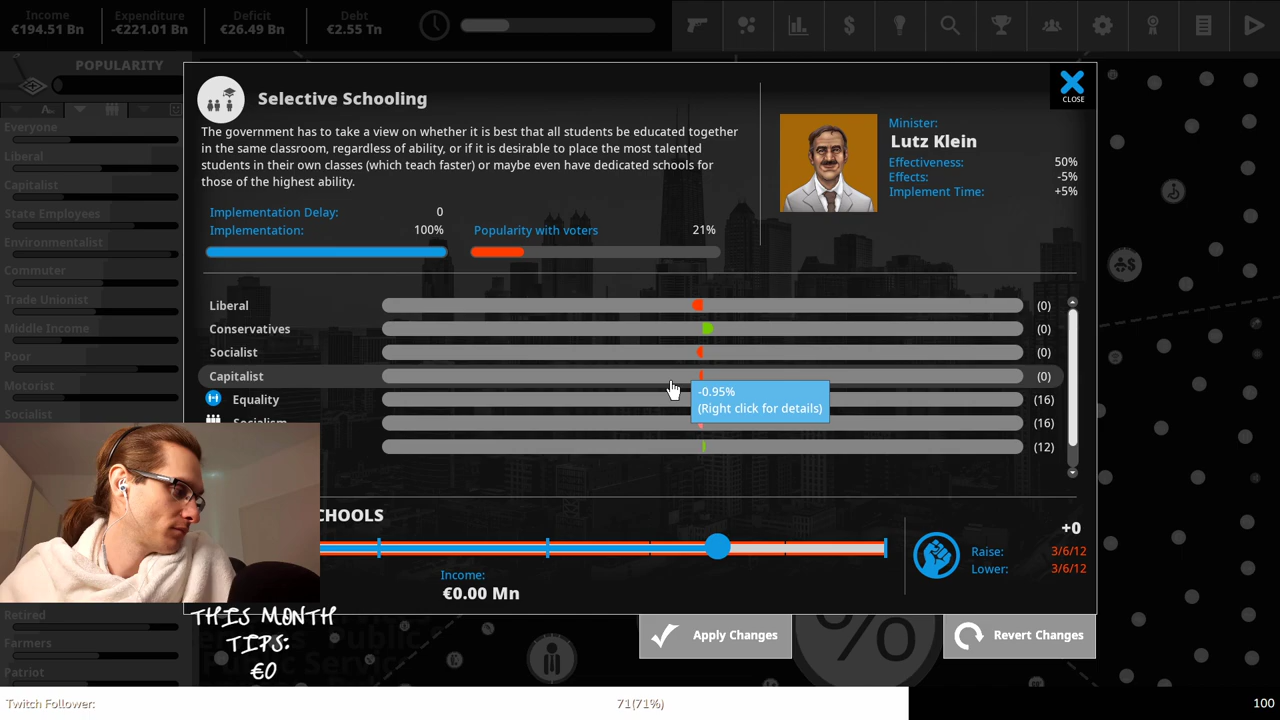 Income
Expenditure
Deficit
Debt
€194.51 Bn
-€221.01 Bn
€26.49 Bn
€2.55 Tn
POPULARITY
Everyone
Liberal
Capitalist
State Employees
Environmentalist
Commuter
Trade Unionist
Middle Income
Poor
Motorist
Socialist
Retired
Farmers
Patriot
Selective Schooling
CLOSE
The government has to take a view on whether it is best that all students be educated together
in the same classroom, regardless of ability, or if it is desirable to place the most talented
students in their own classes (which teach faster) or maybe even have dedicated schools for
those of the highest ability.
Minister:
Lutz Klein
Effectiveness: 50%
Effects: -5%
Implement Time: +5%
Implementation Delay: 0
Implementation: 100%
Popularity with voters 21%
Liberal (0)
Conservatives (0)
Socialist (0)
Capitalist (0)
-0.95%
(Right click for details)
Equality (16)
Socialism (16)
(12)
CHOOLS
+0
Raise: 3/6/12
Lower: 3/6/12
Income:
€0.00 Mn
Apply Changes
Revert Changes
THIS MONTH
TIPS:
€0
Twitch Follower:
71(71%)
100